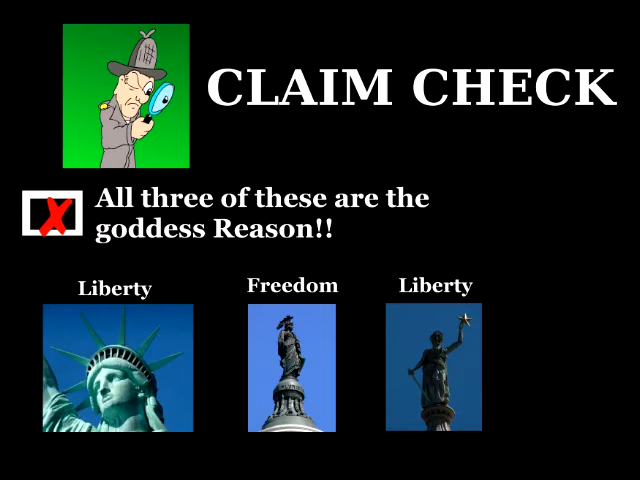 CLAIM CHECK
All three of these are the
goddess Reason!!
Liberty
Freedom
Liberty